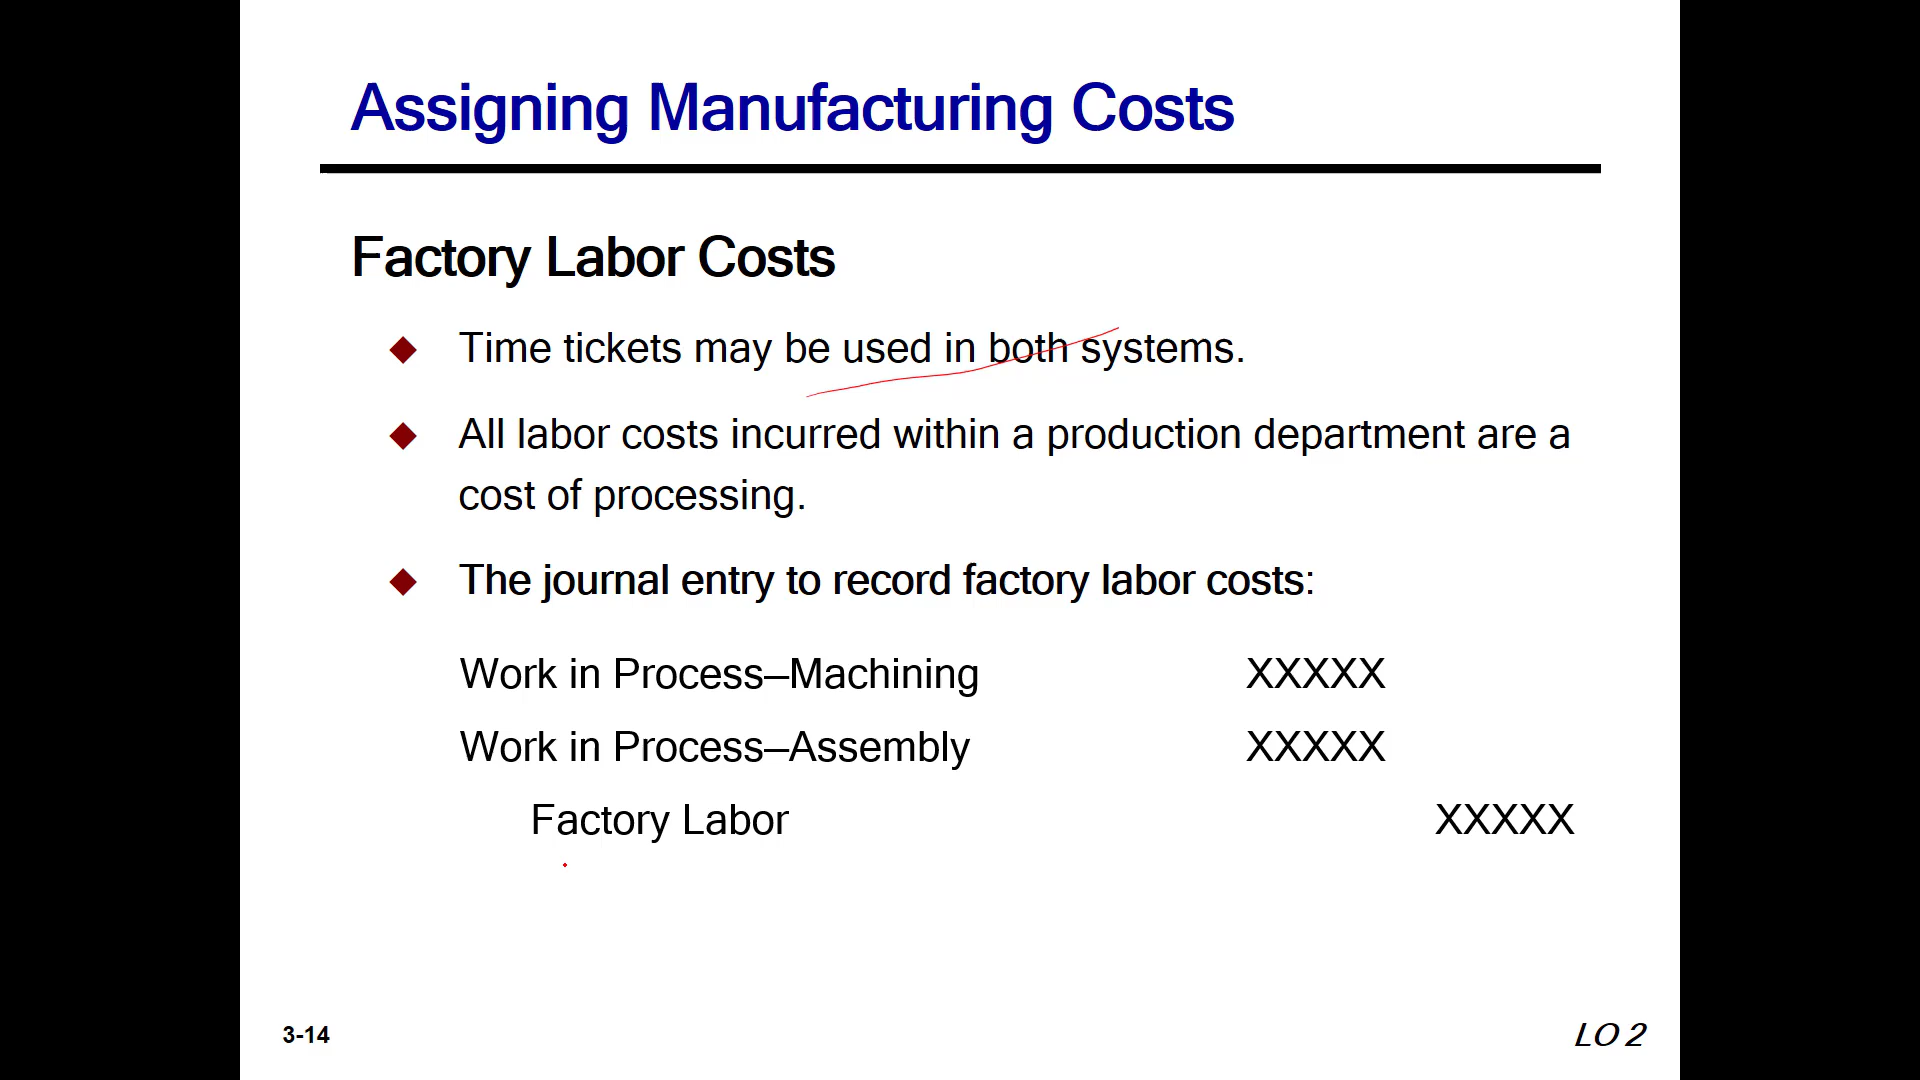 Assigning Manufacturing Costs
Factory Labor Costs
Time tickets may be used in both systems.
All labor costs incurred within a production department are a
cost of processing.
The journal entry to record factory labor costs:
Work in Process—Machining XXXXX
Work in Process—Assembly XXXXX
Factory Labor XXXXX
3-14 LO 2